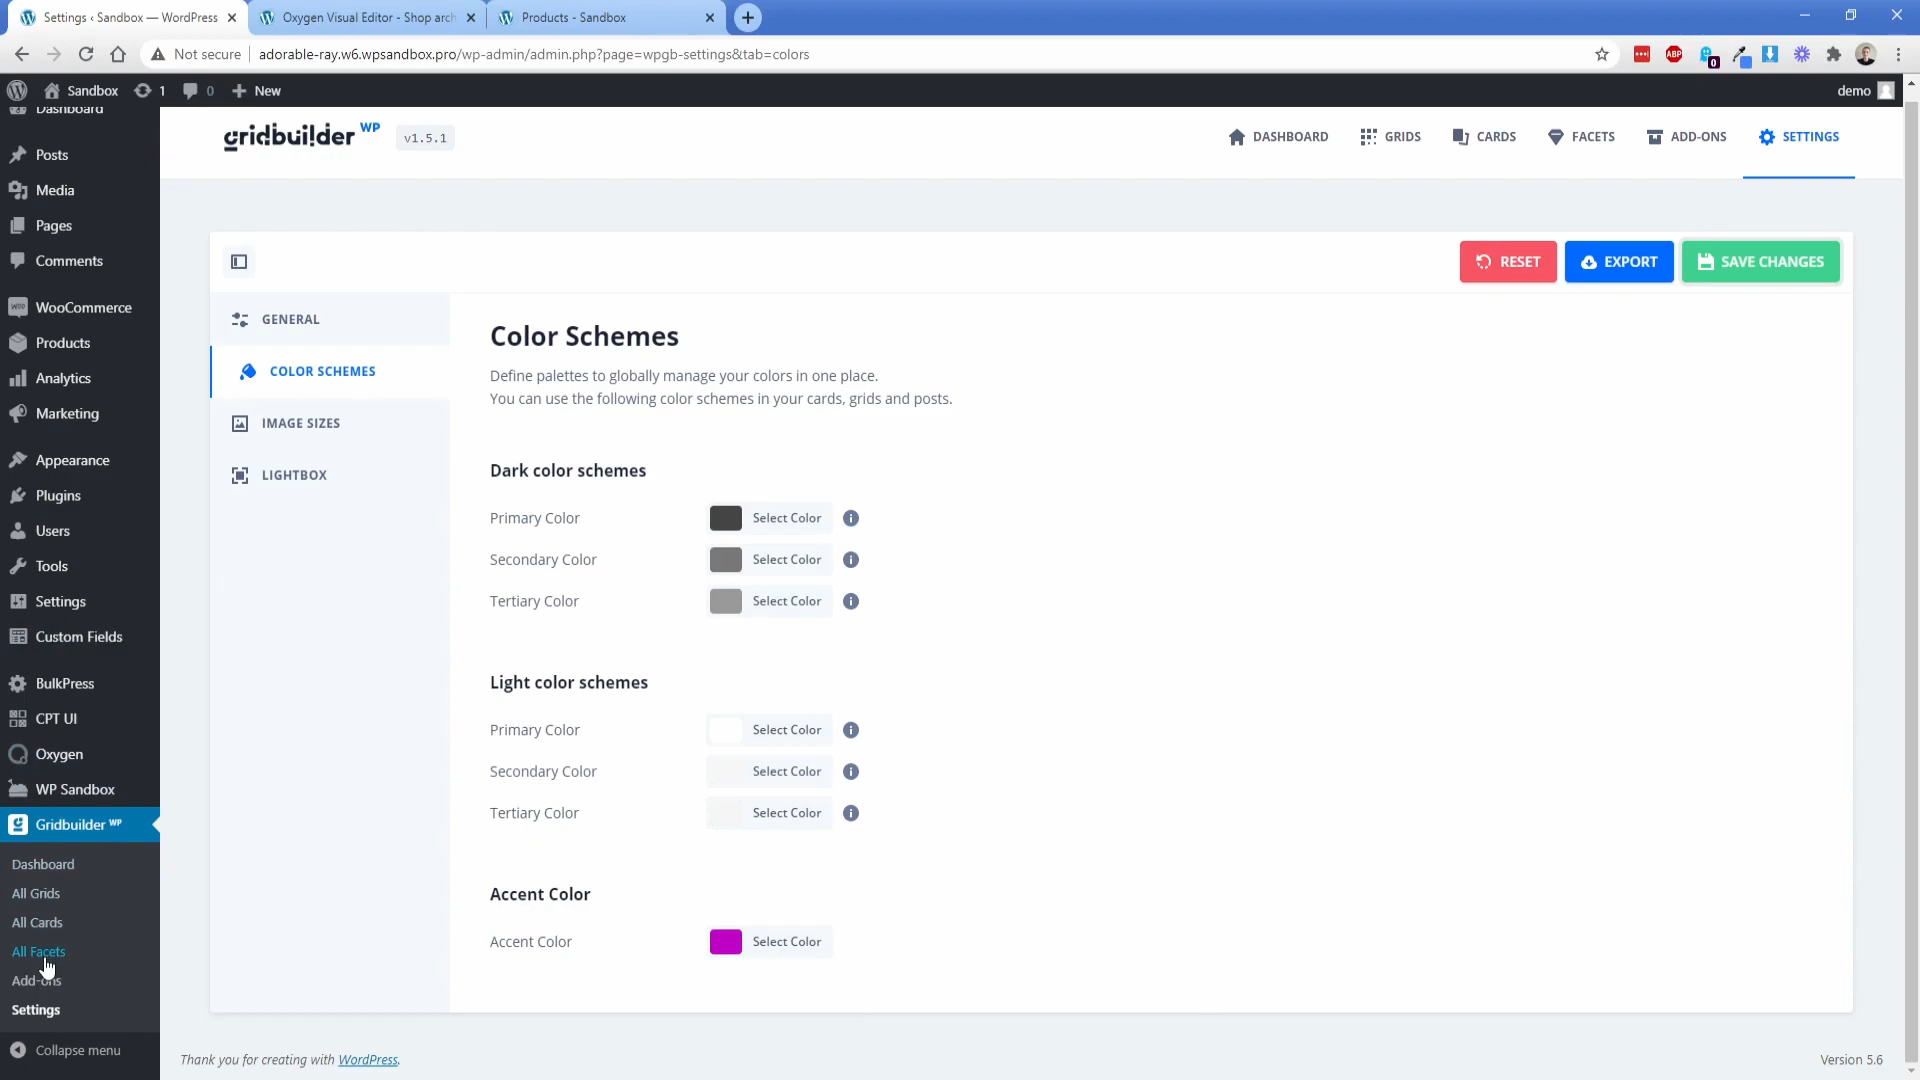 Settings ‹ Sandbox — WordPress
Oxygen Visual Editor - Shop arch
Products - Sandbox
Not secure
adorable-ray.w6.wpsandbox.pro/wp-admin/admin.php?page=wpgb-settings&tab=colors
ABP
0
Sandbox
1
0
New
demo
Dashboard
Posts
Media
Pages
Comments
WooCommerce
Products
Analytics
Marketing
Appearance
Plugins
Users
Tools
Settings
Custom Fields
BulkPress
CPT UI
Oxygen
WP Sandbox
Gridbuilder ᵂᴾ
Dashboard
All Grids
All Cards
All Facets
Add-ons
Settings
Collapse menu
gridbuilder WP
v1.5.1
DASHBOARD
GRIDS
CARDS
FACETS
ADD-ONS
SETTINGS
RESET
EXPORT
SAVE CHANGES
GENERAL
COLOR SCHEMES
IMAGE SIZES
LIGHTBOX
Color Schemes
Define palettes to globally manage your colors in one place.
You can use the following color schemes in your cards, grids and posts.
Dark color schemes
Primary Color Select Color
Secondary Color Select Color
Tertiary Color Select Color
Light color schemes
Primary Color Select Color
Secondary Color Select Color
Tertiary Color Select Color
Accent Color
Accent Color Select Color
Thank you for creating with WordPress.
Version 5.6